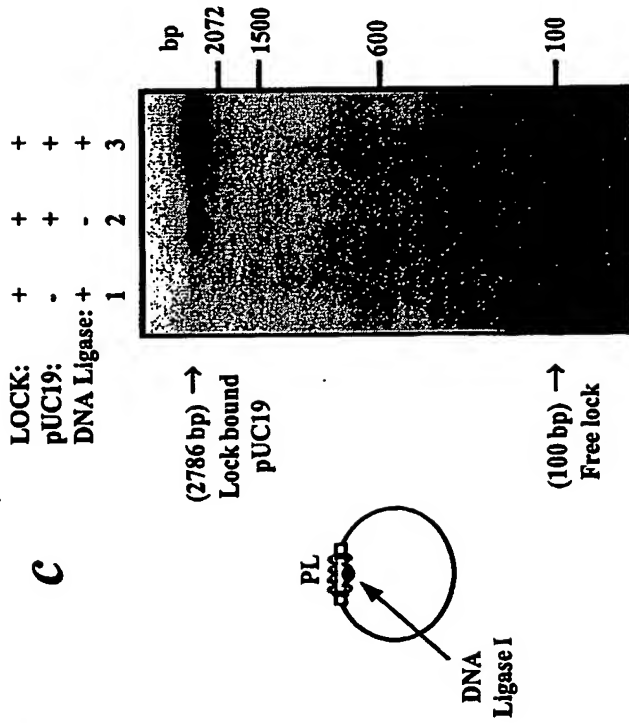 c
LOCK: + + +
pUC19: - + +
DNA Ligase: + - +
1 2 3
bp
2072
1500
600
100
(2786 bp) →
Lock bound
pUC19
(100 bp) →
Free lock
PL
DNA
Ligase I